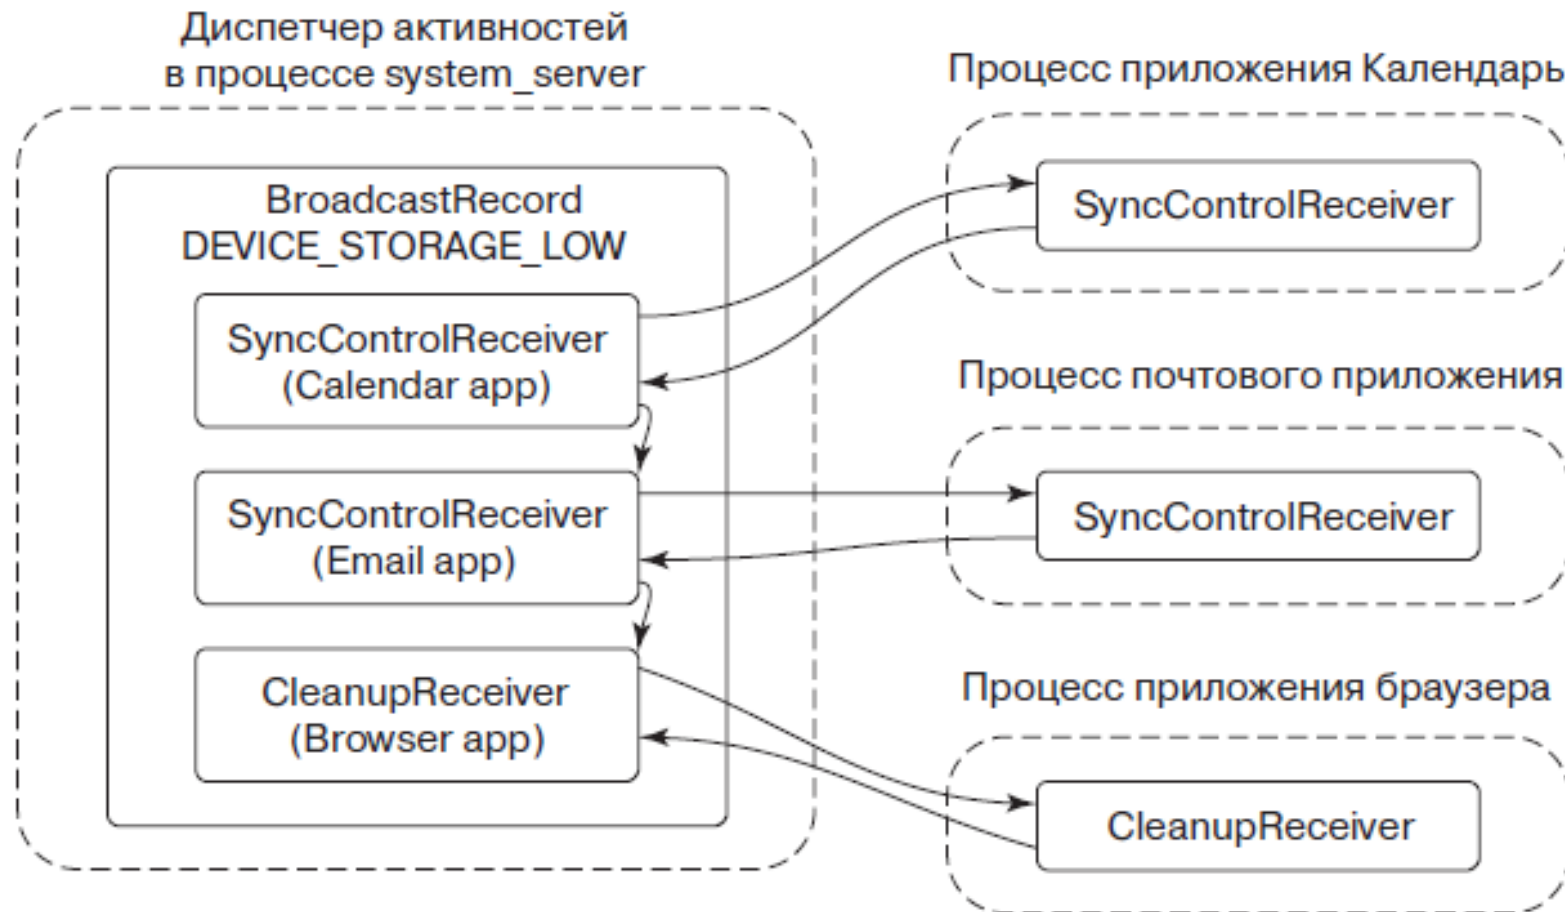 Диспетчер активностей
в процессе system_server
BroadcastRecord
DEVICE_STORAGE_LOW
SyncControlReceiver
(Calendar app)
SyncControlReceiver
(Email app)
CleanupReceiver
(Browser app)
Процесс приложения Календарь
SyncControlReceiver
Процесс почтового приложения
SyncControlReceiver
Процесс приложения браузера
CleanupReceiver